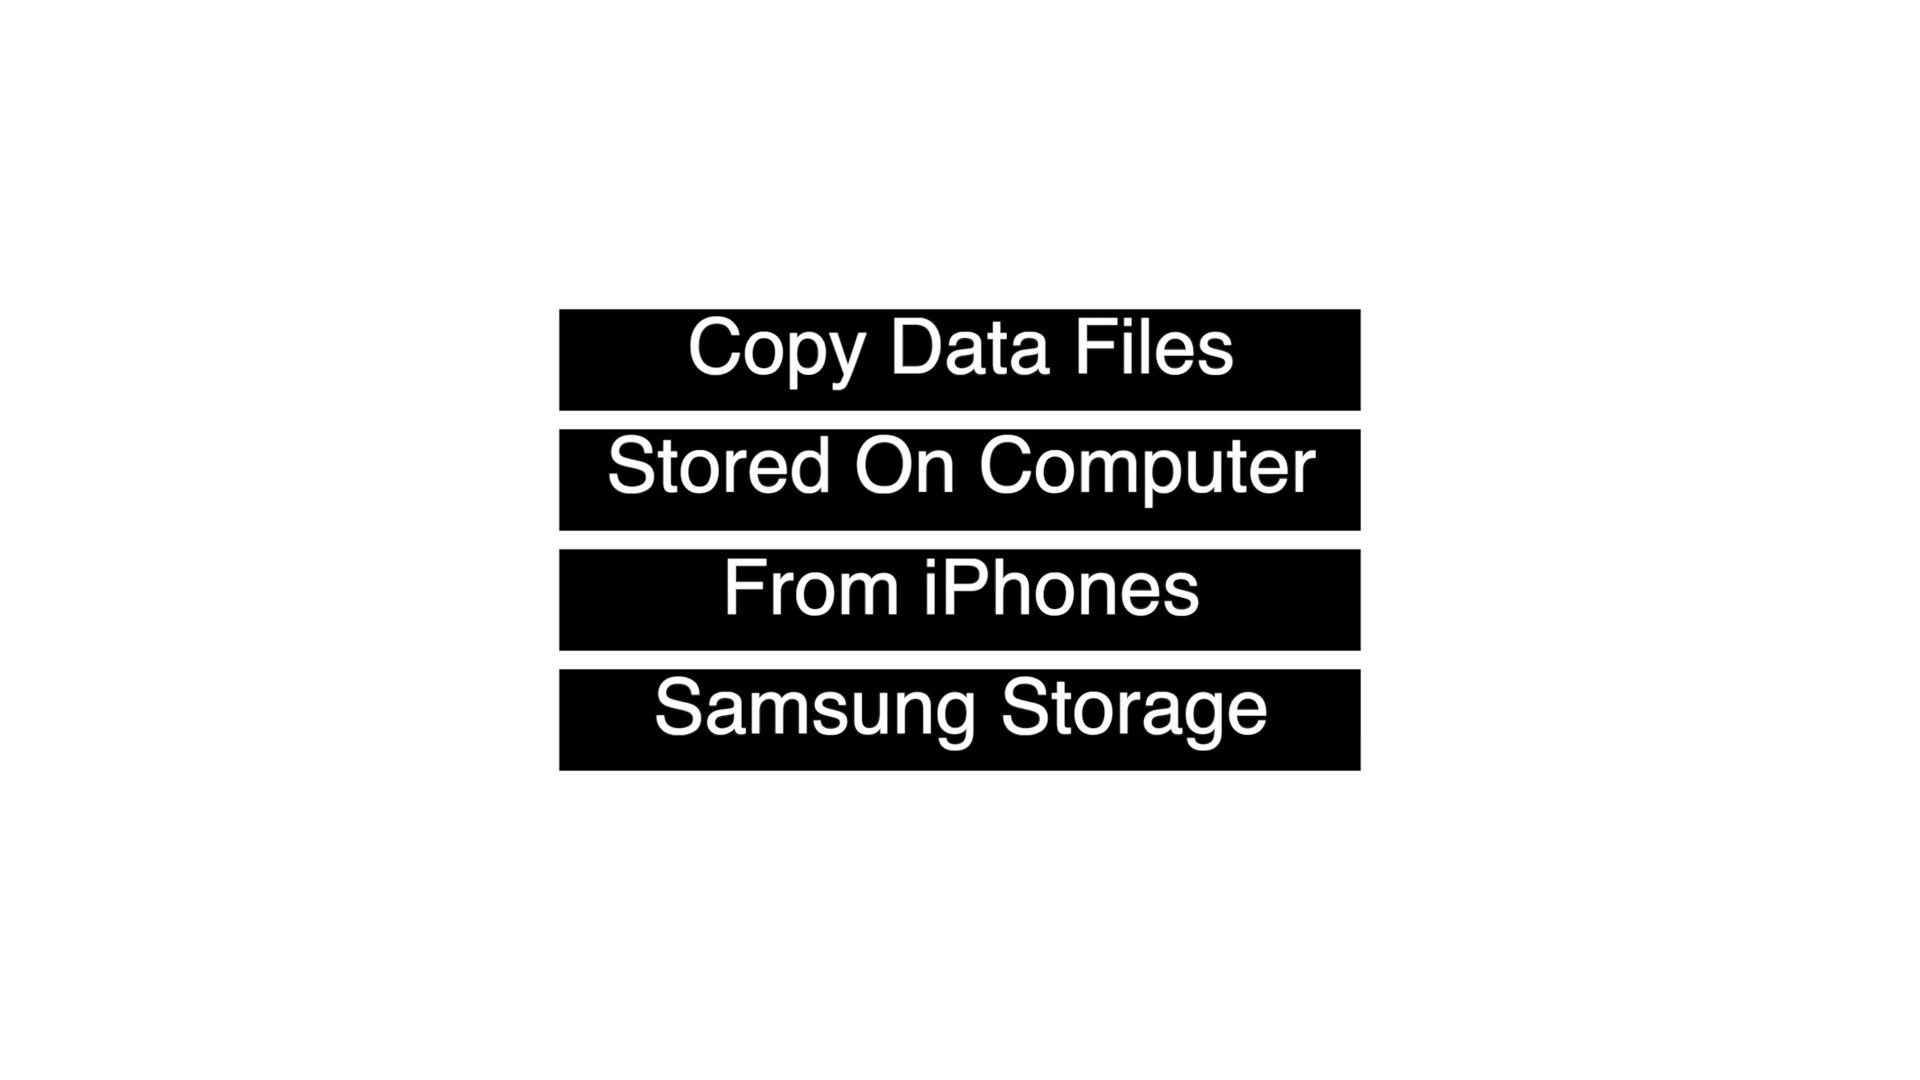 Copy Data Files
Stored On Computer
From iPhones
Samsung Storage